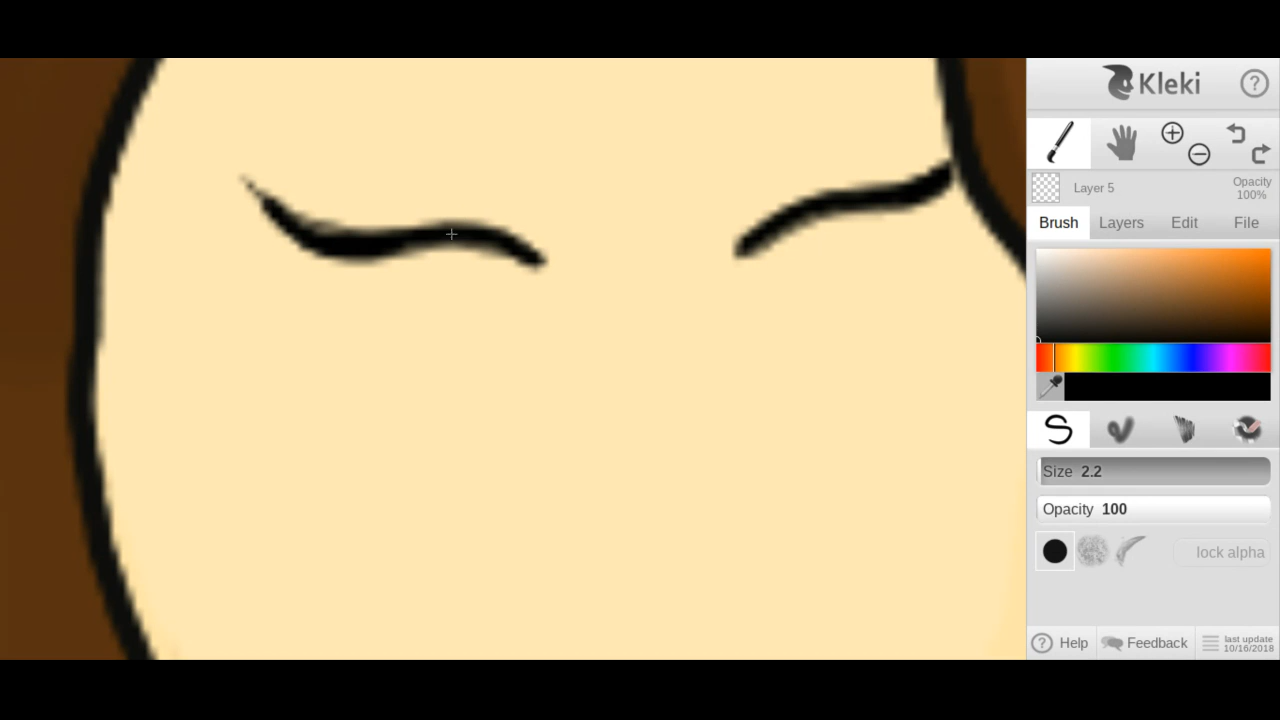 Kleki
Layer 5
Opacity
100%
Brush Layers Edit File
Size 2.2
Opacity 100
lock alpha
Help Feedback last update
10/16/2018